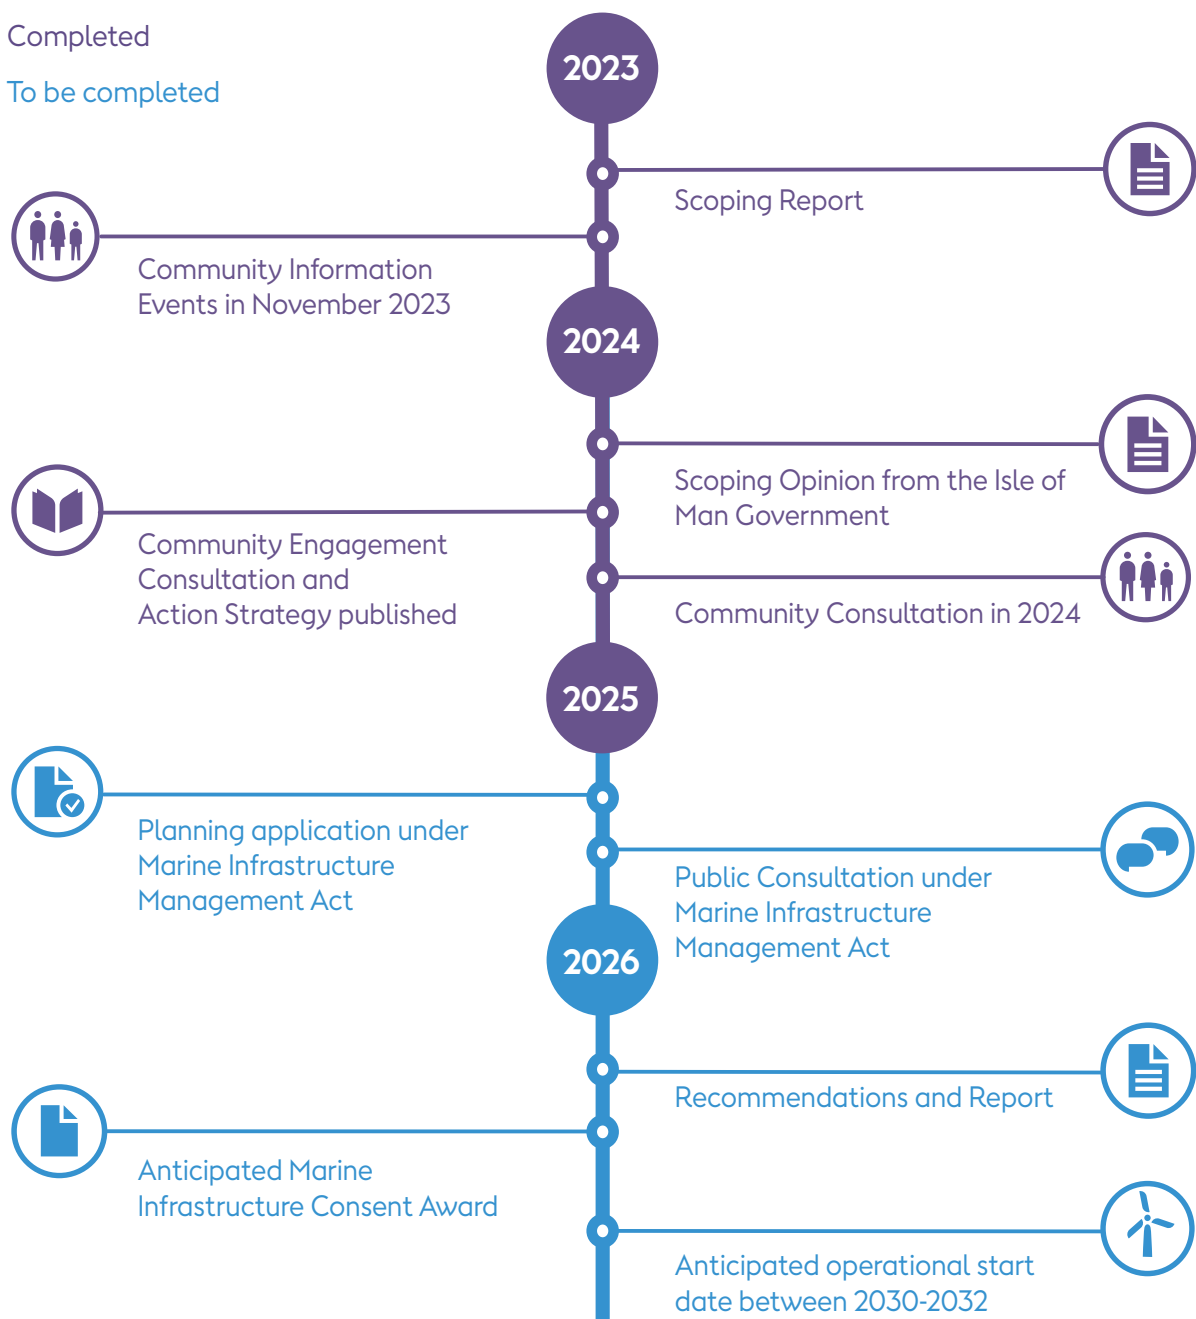 Completed
To be completed
2023
Scoping Report
Community Information
Events in November 2023
2024
Scoping Opinion from the Isle of
Man Government
Community Engagement
Consultation and
Action Strategy published
Community Consultation in 2024
2025
Planning application under
Marine Infrastructure
Management Act
Public Consultation under
Marine Infrastructure
Management Act
2026
Recommendations and Report
Anticipated Marine
Infrastructure Consent Award
Anticipated operational start
date between 2030-2032